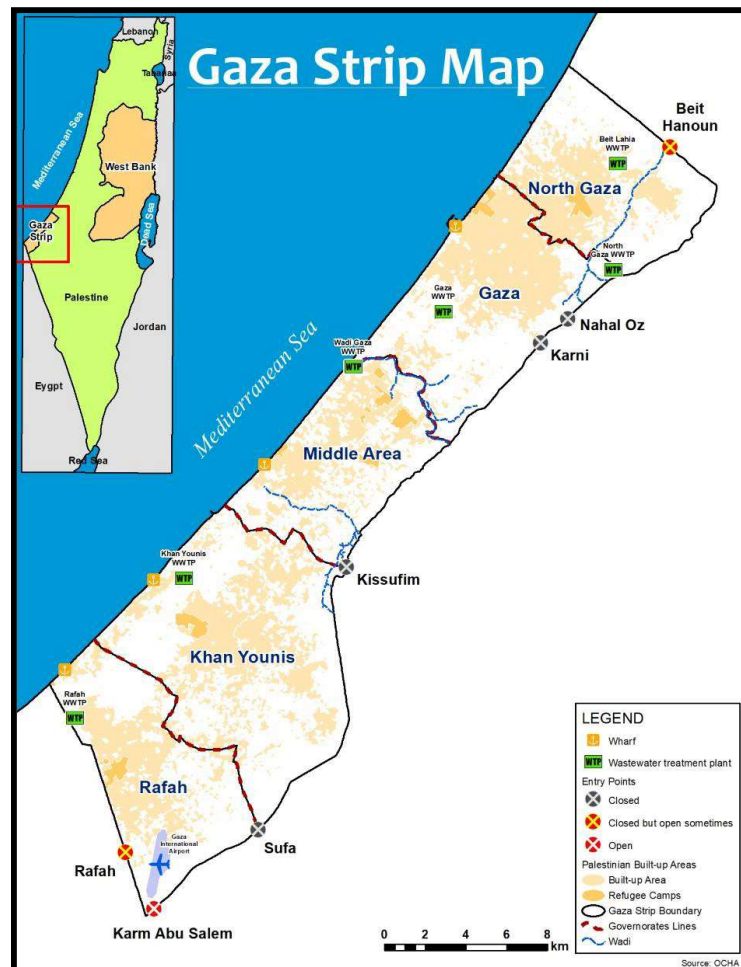 Gaza Strip Map
Lebanon
Syria
Mediterranean Sea
West Bank
Gaza
Strip
Dead Sea
Palestine
Jordan
Eygpt
Red Sea
Beit
Hanoun
Beit Lahia
WWTP
WTP
North Gaza
North
Gaza WWTP
WTP
Gaza
WWTP
WTP
Gaza
Nahal Oz
Karni
Mediterranean Sea
Wadi Gaza
WWTP
WTP
Middle Area
Khan Younis
WWTP
WTP
Kissufim
Khan Younis
Rafah
WWTP
WTP
Rafah
Gaza
International
Airport
Sufa
Rafah
Karm Abu Salem
0 2 4 6 8
km
LEGEND
Wharf
WTP Wastewater treatment plant
Entry Points
Closed
Closed but open sometimes
Open
Palestinian Built-up Areas
Built-up Area
Refugee Camps
Gaza Strip Boundary
Governorates Lines
Wadi
Source: OCHA